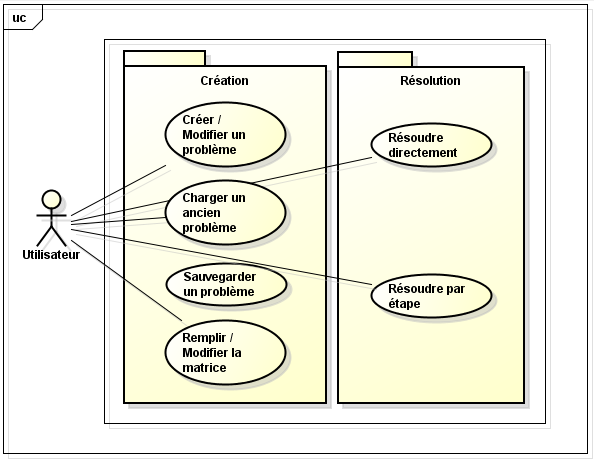 uc
Création
Créer /
Modifier un
problème
Charger un
ancien
problème
Sauvegarder
un problème
Remplir /
Modifier la
matrice
Résolution
Résoudre
directement
Résoudre par
étape
Utilisateur